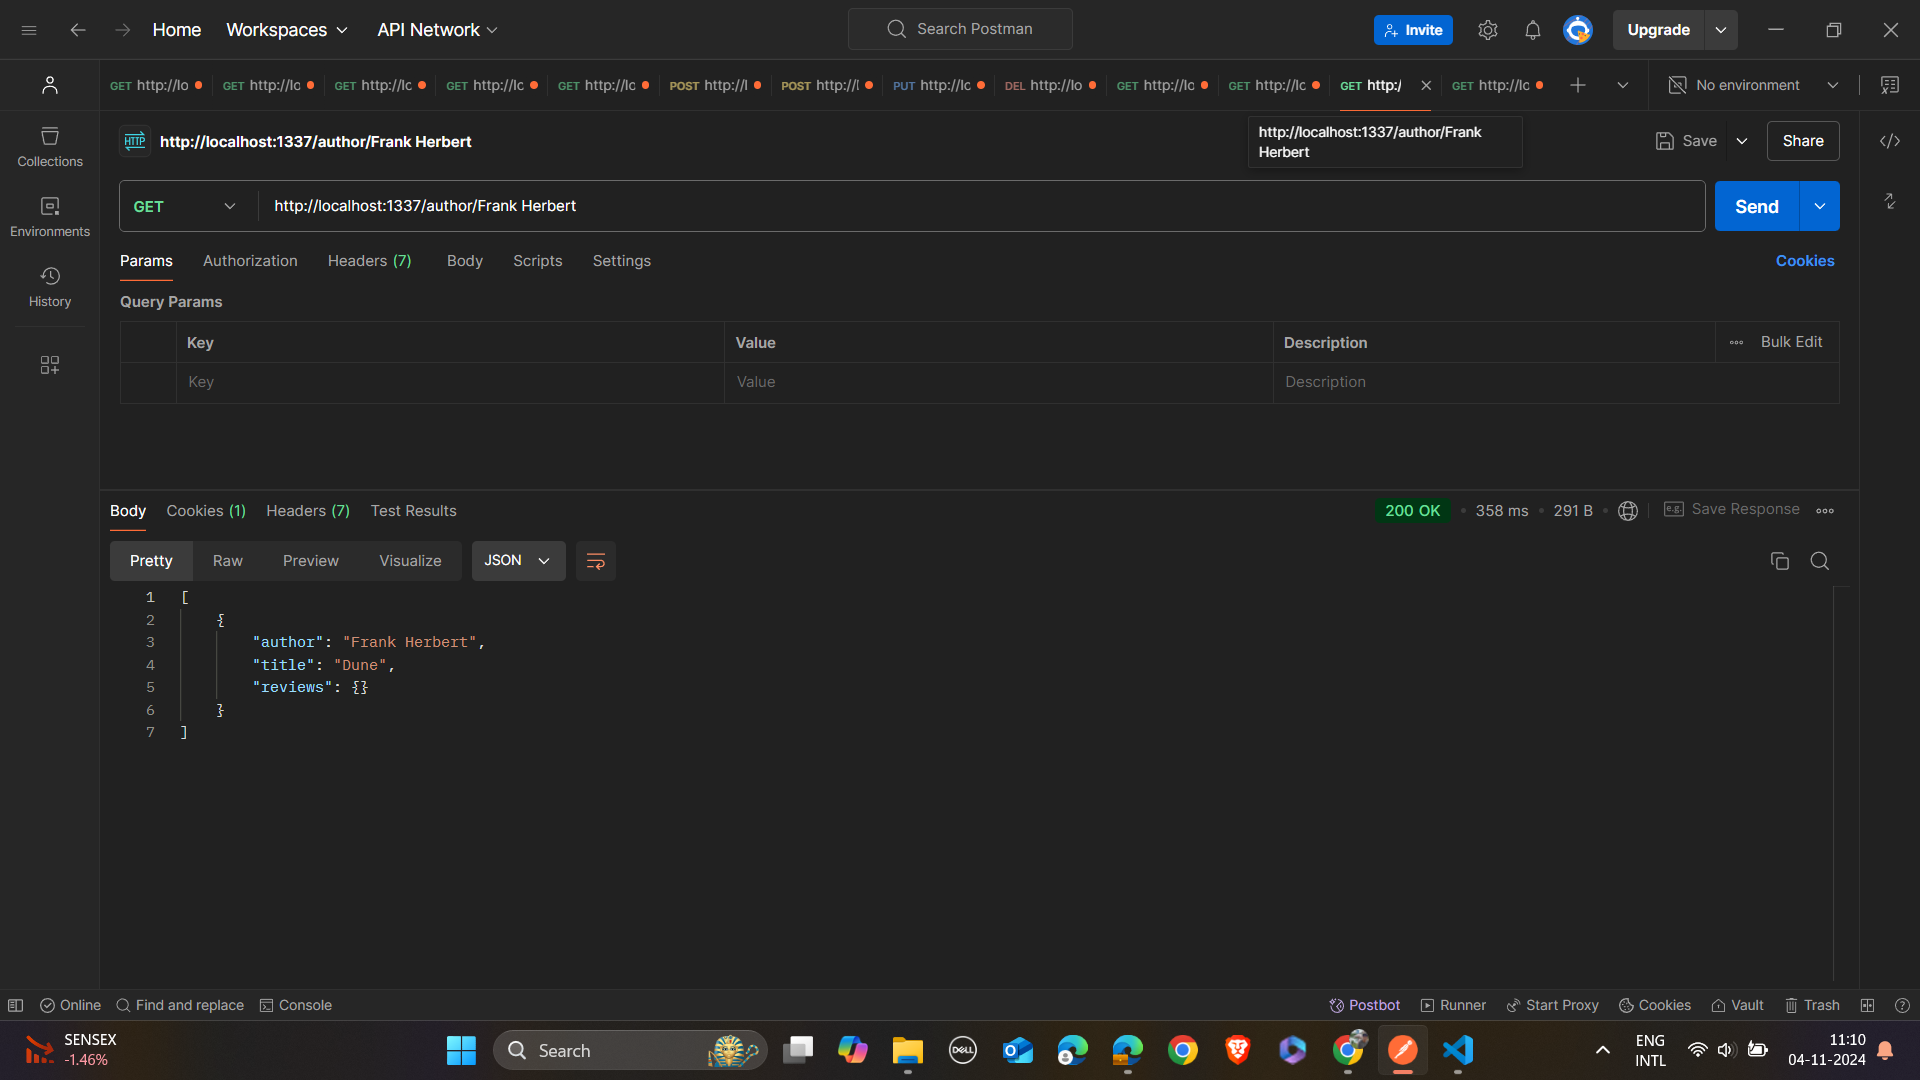 Home Workspaces API Network Search Postman Invite Upgrade
GET http://lo GET http://lo GET http://lc GET http://lc GET http://lc POST http://l POST http://l PUT http://lc DEL http://lo GET http://lo GET http://lo GET http:/ GET http://lc No environment
HTTP http://localhost:1337/author/Frank Herbert
http://localhost:1337/author/Frank
Herbert
Save Share
Collections
Environments
History
GET http://localhost:1337/author/Frank Herbert Send
Params Authorization Headers (7) Body Scripts Settings Cookies
Query Params
Key Value Description Bulk Edit
Key Value Description
Body Cookies (1) Headers (7) Test Results 200 OK 358 ms 291 B e.g. Save Response
Pretty Raw Preview Visualize JSON
1 [
2 {
3 "author": "Frank Herbert",
4 "title": "Dune",
5 "reviews": {}
6 }
7 ]
Online Find and replace Console Postbot Runner Start Proxy Cookies Vault Trash
SENSEX
-1.46%
Search
DELL
ENG
INTL
11:10
04-11-2024